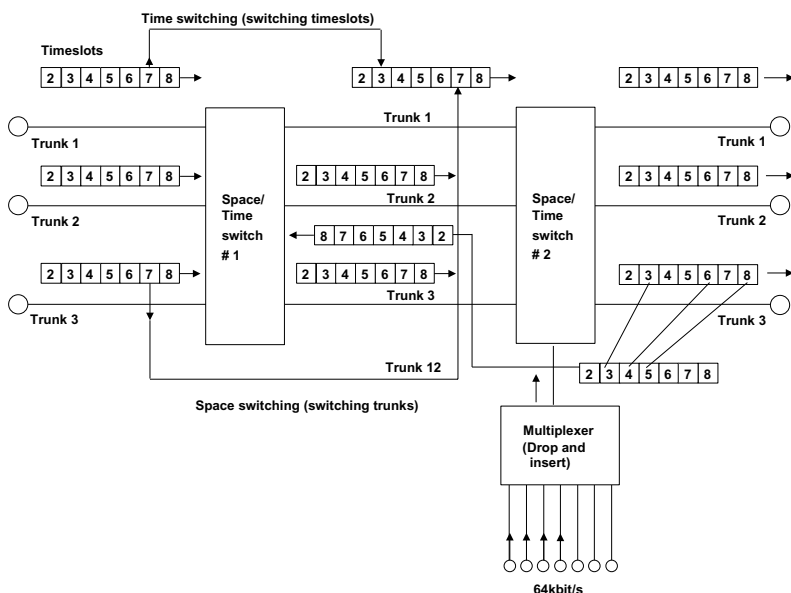 Time switching (switching timeslots)
Timeslots
2 3 4 5 6 7 8
2 3 4 5 6 7 8
2 3 4 5 6 7 8
Trunk 1
Trunk 1
Trunk 1
2 3 4 5 6 7 8
2 3 4 5 6 7 8
2 3 4 5 6 7 8
Space/
Time
switch
# 1
Space/
Time
switch
# 2
Trunk 2
Trunk 2
Trunk 2
8 7 6 5 4 3 2
2 3 4 5 6 7 8
2 3 4 5 6 7 8
2 3 4 5 6 7 8
Trunk 3
Trunk 3
Trunk 3
Trunk 12
2 3 4 5 6 7 8
Space switching (switching trunks)
Multiplexer
(Drop and
insert)
64kbit/s